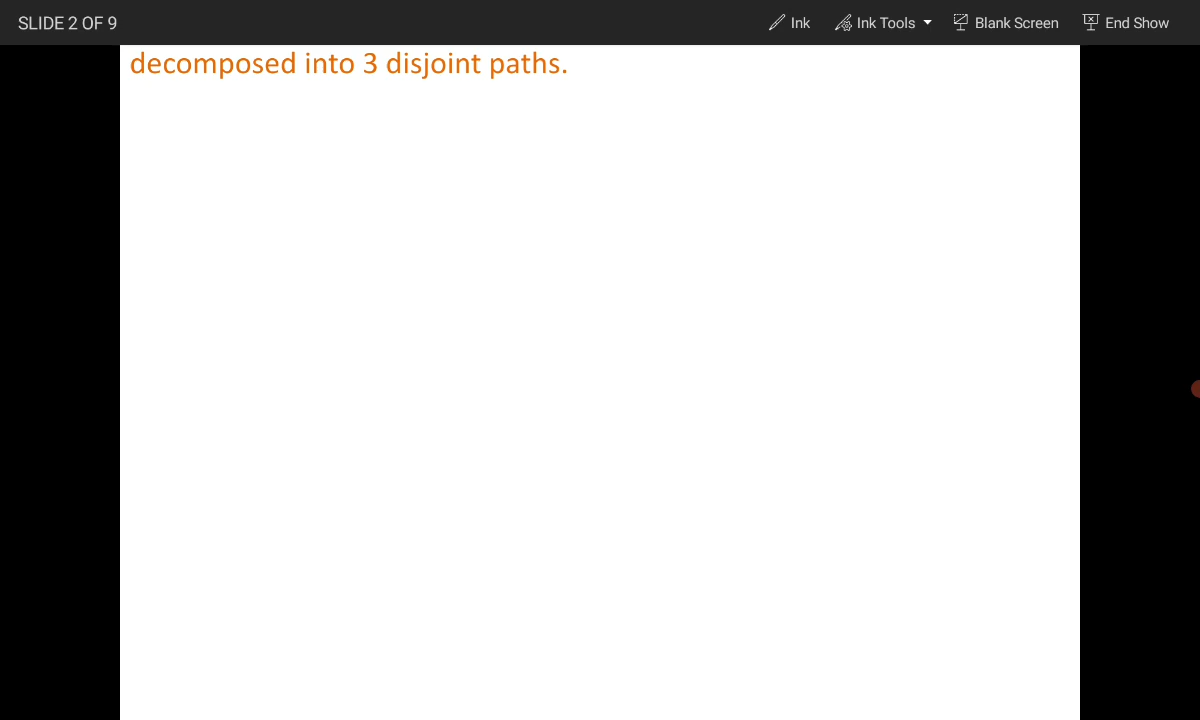 SLIDE 2 OF 9
Ink
Ink Tools
Blank Screen
End Show
decomposed into 3 disjoint paths.